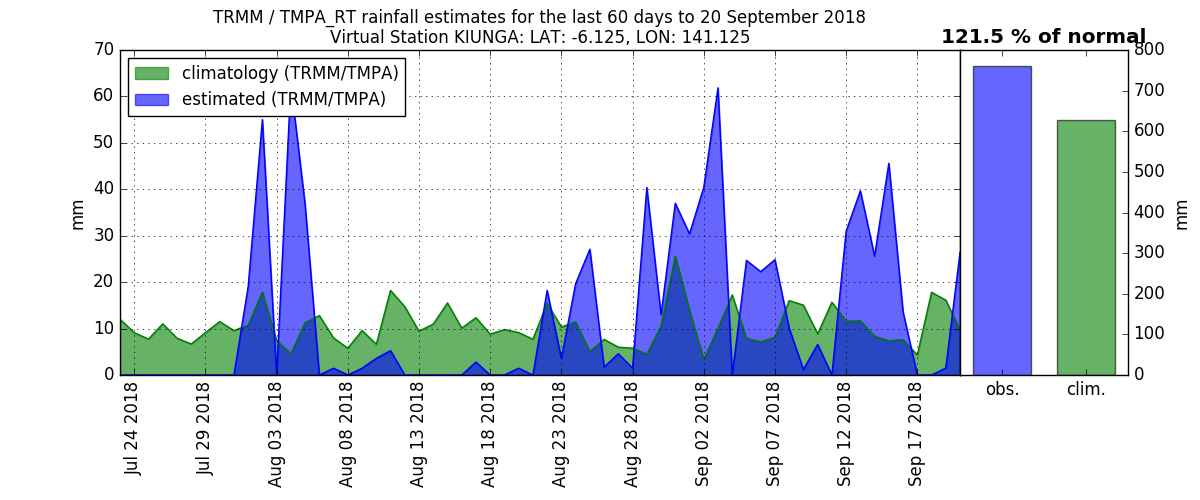 TRMM / TMPA_RT rainfall estimates for the last 60 days to 20 September 2018
Virtual Station KIUNGA: LAT: -6.125, LON: 141.125
121.5 % of normal
climatology (TRMM/TMPA)
estimated (TRMM/TMPA)
70
60
50
40
30
20
10
0
mm
Jul 24 2018
Jul 29 2018
Aug 03 2018
Aug 08 2018
Aug 13 2018
Aug 18 2018
Aug 23 2018
Aug 28 2018
Sep 02 2018
Sep 07 2018
Sep 12 2018
Sep 17 2018
800
700
600
500
400
300
200
100
0
mm
obs.
clim.